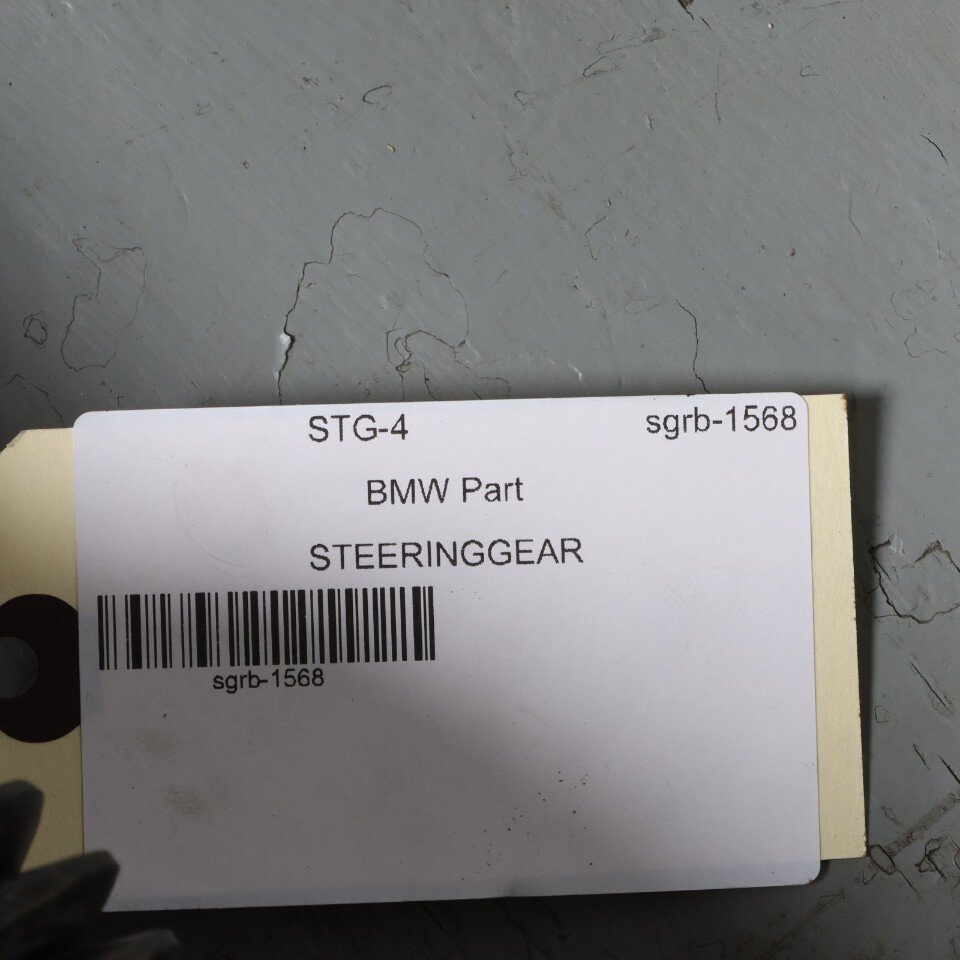 STG-4 sgrb-1568
BMW Part
STEERINGGEAR
sgrb-1568